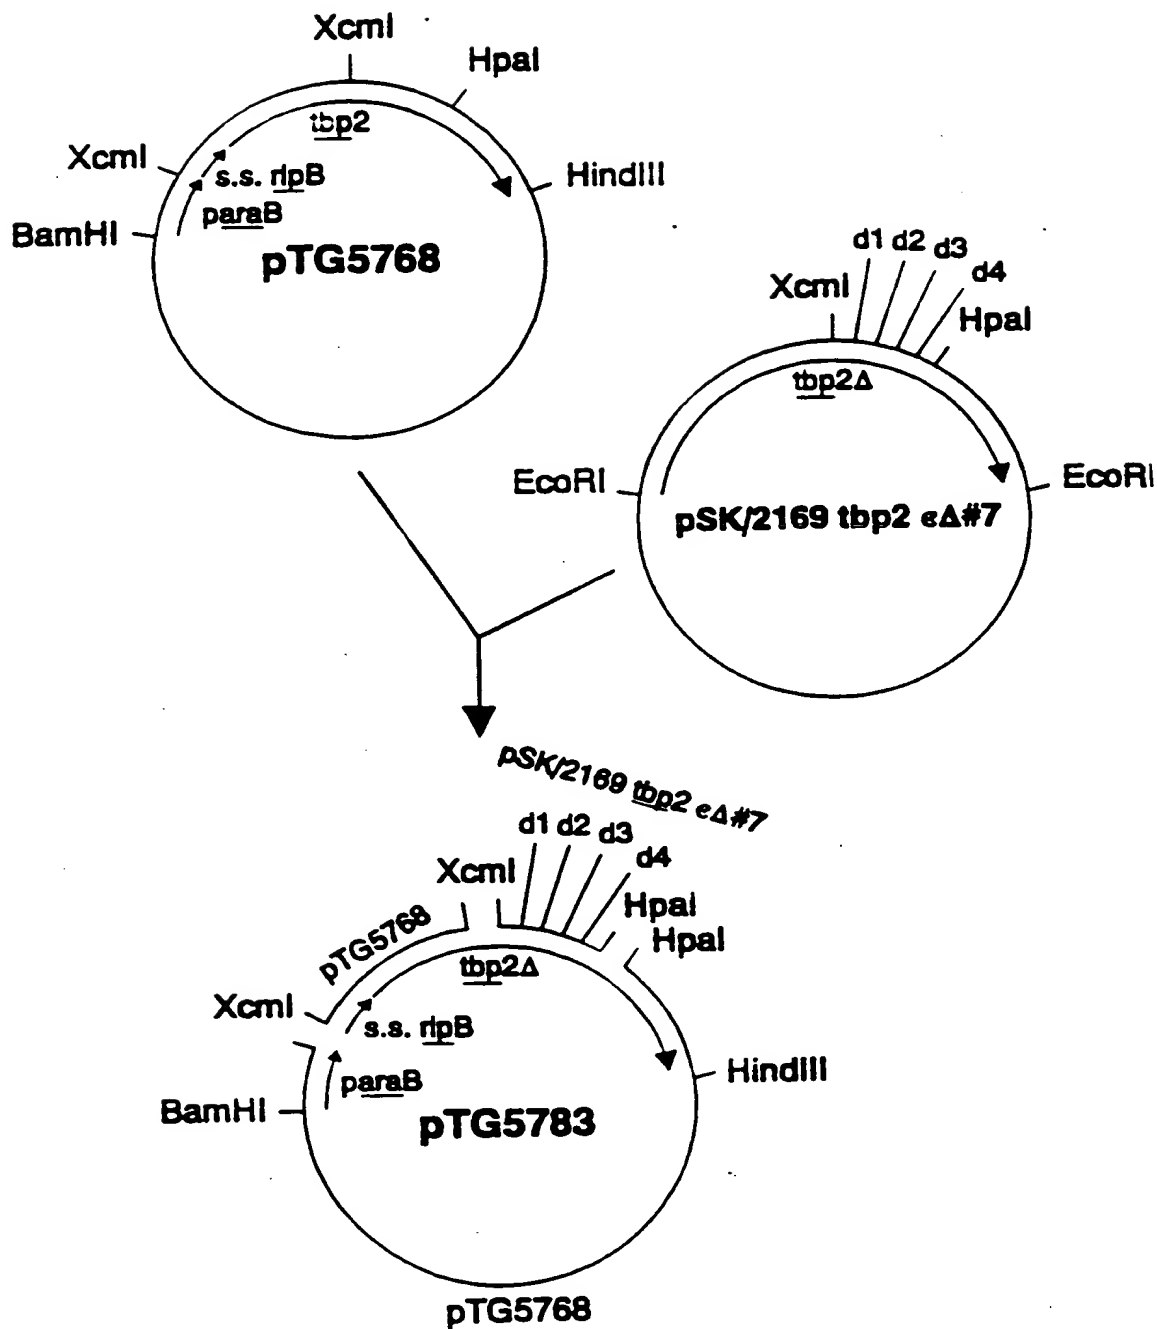 XcmI
HpaI
tbp2
XcmI
s.s. rlpB
HindIII
paraB
BamHI
pTG5768
d1 d2 d3
d4
XcmI
HpaI
tbp2Δ
EcoRI
EcoRI
pSK/2169 tbp2 eΔ#7
pSK/2169 tbp2 eΔ#7
d1 d2 d3
d4
XcmI
HpaI
HpaI
pTG5768
tbp2Δ
XcmI
s.s. rlpB
paraB
HindIII
BamHI
pTG5783
pTG5768